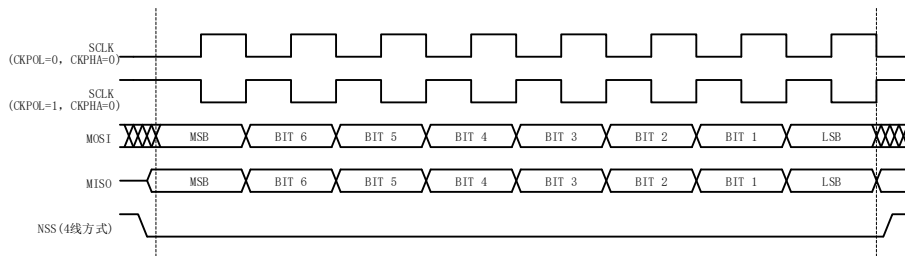 SCLK
(CKPOL=0, CKPHA=0)
SCLK
(CKPOL=1, CKPHA=0)
MOSI MSB BIT 6 BIT 5 BIT 4 BIT 3 BIT 2 BIT 1 LSB
MISO MSB BIT 6 BIT 5 BIT 4 BIT 3 BIT 2 BIT 1 LSB
NSS(4线方式)